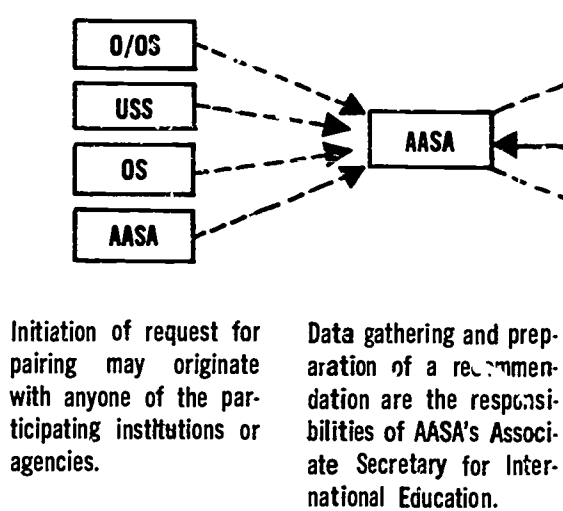 O/OS
USS
OS
AASA
AASA
Initiation of request for
pairing may originate
with anyone of the par-
ticipating institutions or
agencies.
Data gathering and prep-
aration of a recommen-
dation are the responsi-
bilities of AASA's Associ-
ate Secretary for Inter-
national Education.